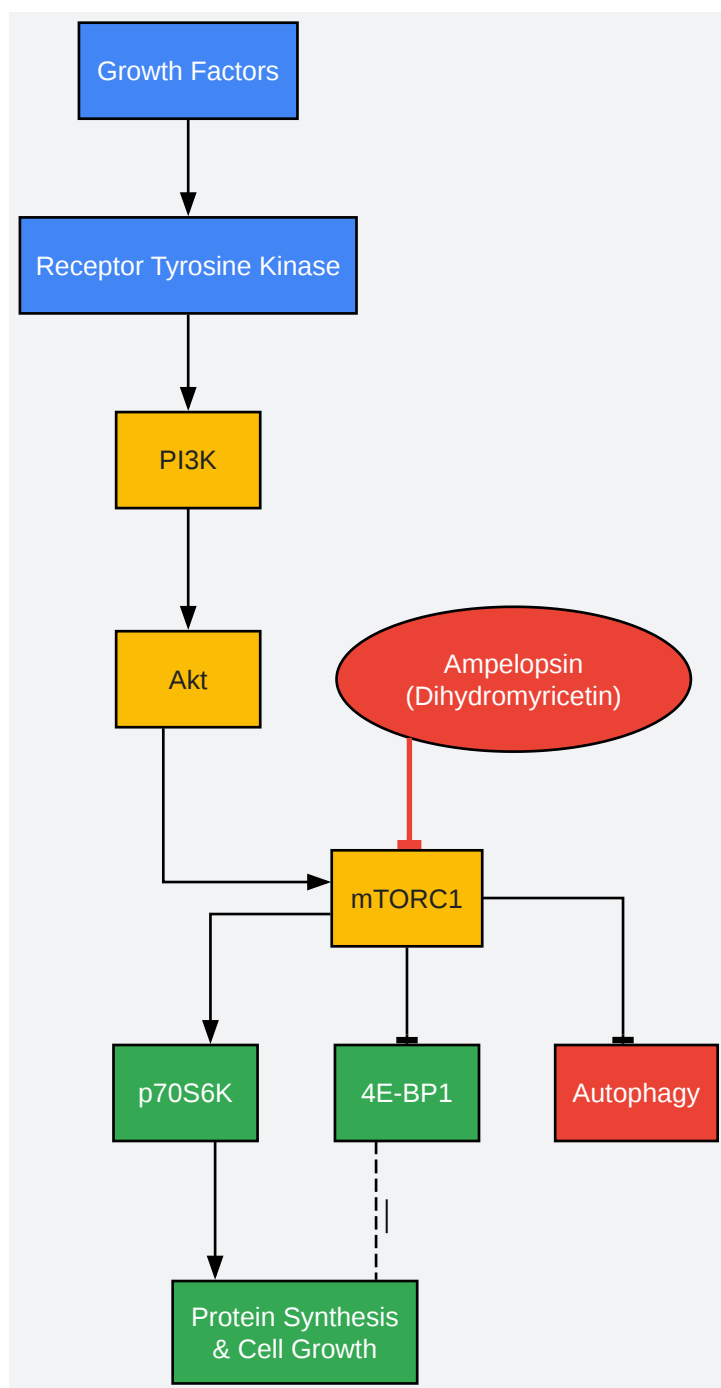 Growth Factors
Receptor Tyrosine Kinase
PI3K
Akt
Ampelopsin
(Dihydromyricetin)
mTORC1
p70S6K
4E-BP1
Autophagy
|
Protein Synthesis
& Cell Growth